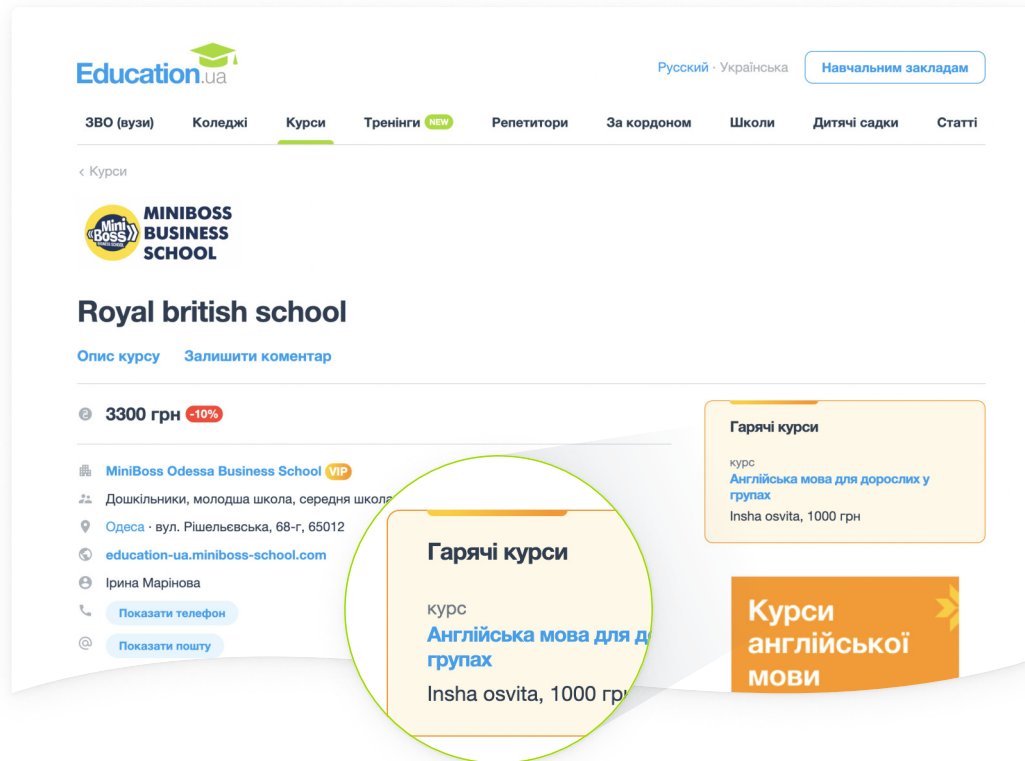 Education.ua
Русский · Українська
Навчальним закладам
ЗВО (вузи) Коледжі Курси Тренінги NEW Репетитори За кордоном Школи Дитячі садки Статті
‹ Курси
Mini
Boss
BUSINESS SCHOOL
MINIBOSS
BUSINESS
SCHOOL
Royal british school
Опис курсу Залишити коментар
3300 грн -10%
MiniBoss Odessa Business School VIP
Дошкільники, молодша школа, середня школа
Одеса · вул. Рішельєвська, 68-г, 65012
education-ua.miniboss-school.com
Ірина Марінова
Показати телефон
Показати пошту
Гарячі курси
курс
Англійська мова для дорослих у
групах
Insha osvita, 1000 грн
Курси
англійської
мови
Гарячі курси
курс
Англійська мова для д
групах
Insha osvita, 1000 грн